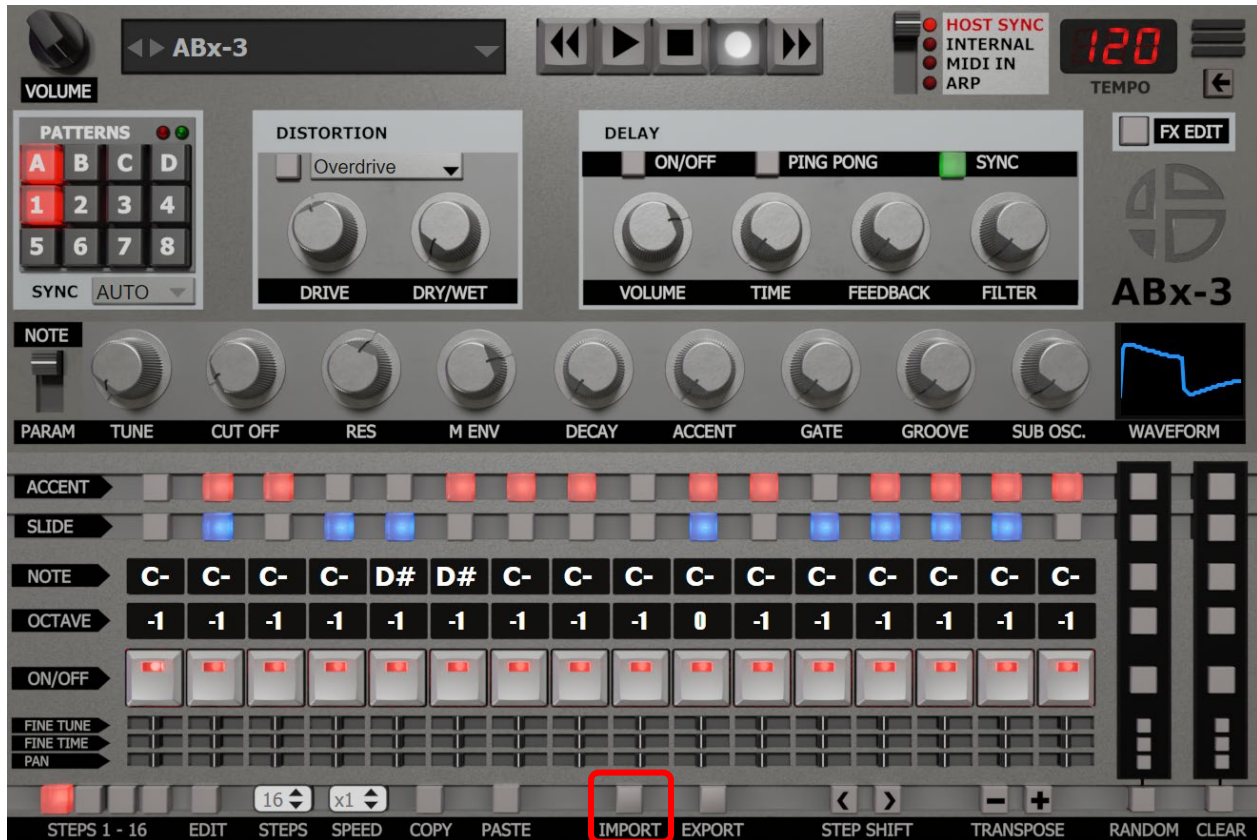 VOLUME
ABx-3
HOST SYNC
INTERNAL
MIDI IN
ARP
120
TEMPO
PATTERNS
A B C D
1 2 3 4
5 6 7 8
SYNC AUTO
DISTORTION
Overdrive
DRIVE DRY/WET
DELAY
ON/OFF PING PONG SYNC
VOLUME TIME FEEDBACK FILTER
FX EDIT
ABx-3
NOTE
PARAM TUNE CUT OFF RES M ENV DECAY ACCENT GATE GROOVE SUB OSC. WAVEFORM
ACCENT
SLIDE
NOTE C- C- C- C- D# D# C- C- C- C- C- C- C- C- C- C-
OCTAVE -1 -1 -1 -1 -1 -1 -1 -1 -1 0 -1 -1 -1 -1 -1 -1
ON/OFF
FINE TUNE
FINE TIME
PAN
16 x1
STEPS 1 - 16 EDIT STEPS SPEED COPY PASTE IMPORT EXPORT STEP SHIFT TRANSPOSE RANDOM CLEAR